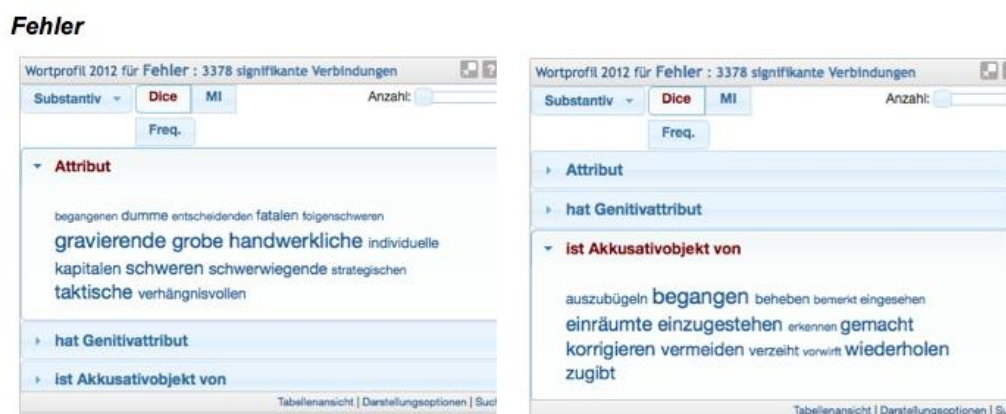 Fehler
Wortprofil 2012 für Fehler : 3378 signifikante Verbindungen
Substantiv Dice MI Anzahl:
Freq.
Attribut
begangenen dumme entscheidenden fatalen folgenschweren
gravierende grobe handwerkliche individuelle
kapitalen schweren schwerwiegende strategischen
taktische verhängnisvollen
hat Genitivattribut
ist Akkusativobjekt von
Tabellenansicht | Darstellungsoptionen | Suc
Wortprofil 2012 für Fehler : 3378 signifikante Verbindungen
Substantiv Dice MI Anzahl:
Freq.
Attribut
hat Genitivattribut
ist Akkusativobjekt von
auszubügeln begangen beheben bemerkt eingesehen
einräumte einzugestehen erkennen gemacht
korrigieren vermeiden verzeiht vorwirft wiederholen
zugibt
Tabellenansicht | Darstellungsoptionen | Su